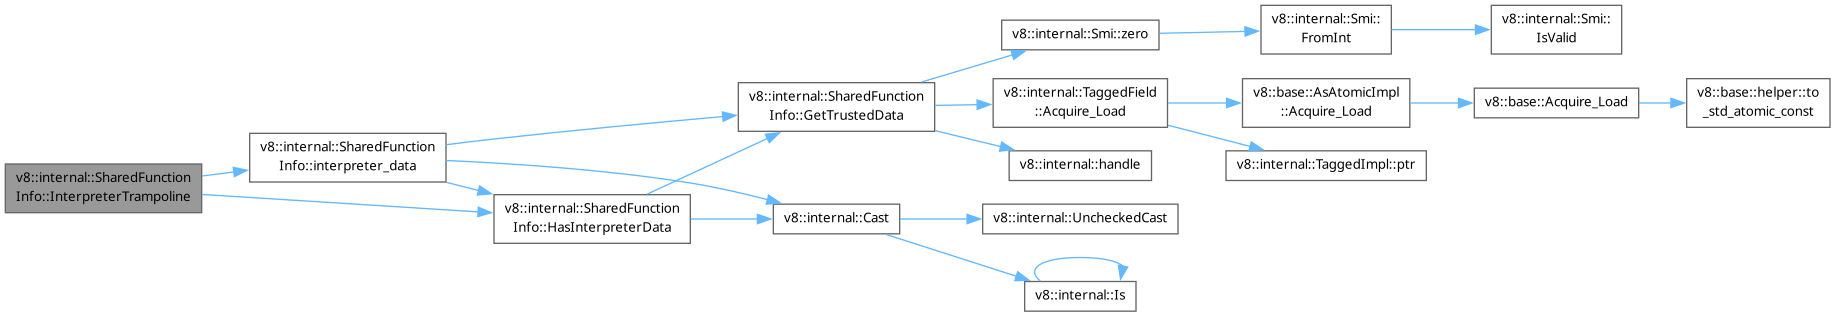 v8::internal::SharedFunction
Info::InterpreterTrampoline
v8::internal::SharedFunction
Info::interpreter_data
v8::internal::SharedFunction
Info::HasInterpreterData
v8::internal::SharedFunction
Info::GetTrustedData
v8::internal::Cast
v8::internal::Smi::zero
v8::internal::TaggedField
::Acquire_Load
v8::internal::handle
v8::internal::UncheckedCast
v8::internal::Is
v8::internal::Smi::
FromInt
v8::base::AsAtomicImpl
::Acquire_Load
v8::internal::TaggedImpl::ptr
v8::internal::Smi::
IsValid
v8::base::Acquire_Load
v8::base::helper::to
_std_atomic_const